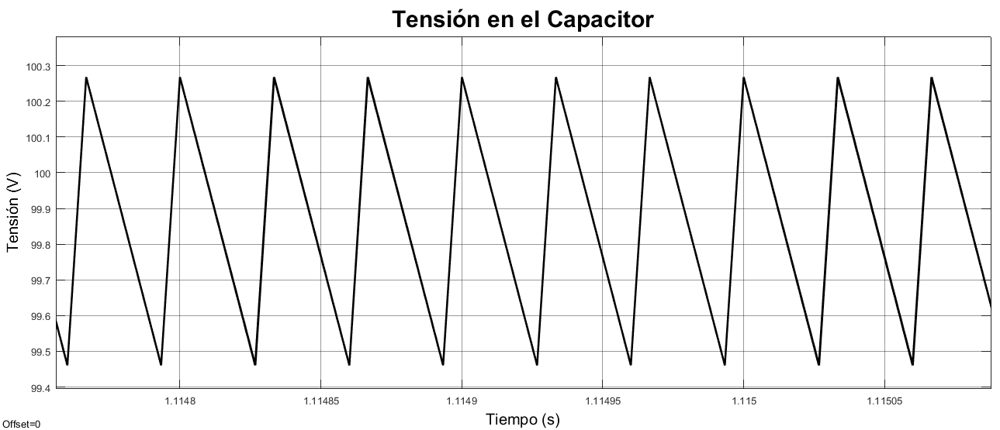 Tensión en el Capacitor
100.3
100.2
100.1
100
99.9
99.8
99.7
99.6
99.5
99.4
Tensión (V)
1.1148 1.11485 1.1149 1.11495 1.115 1.11505
Tiempo (s)
Offset=0